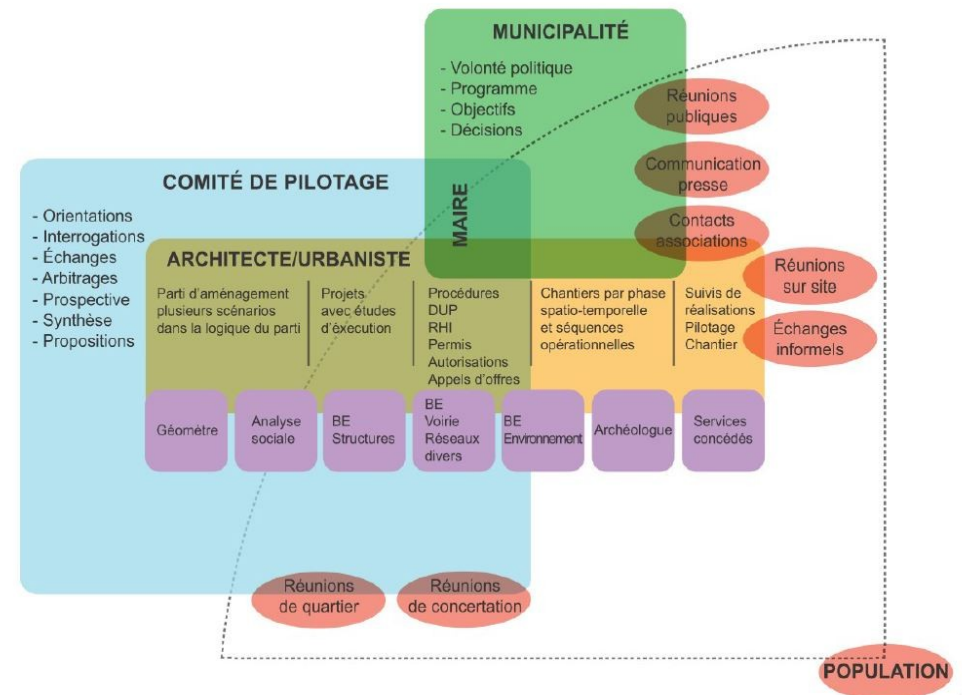 MUNICIPALITÉ
- Volonté politique
- Programme
- Objectifs
- Décisions
Réunions
publiques
Communication
presse
Contacts
associations
COMITÉ DE PILOTAGE
- Orientations
- Interrogations
- Échanges
- Arbitrages
- Prospective
- Synthèse
- Propositions
MAIRE
ARCHITECTE/URBANISTE
Parti d'aménagement
plusieurs scénarios
dans la logique du parti
Projets
avec études
d'éxecution
Procédures
DUP
RHI
Permis
Autorisations
Appels d'offres
Chantiers par phase
spatio-temporelle
et séquences
opérationnelles
Suivis de
réalisations
Pilotage
Chantier
Réunions
sur site
Échanges
informels
Géomètre
Analyse
sociale
BE
Structures
BE
Voirie
Réseaux
divers
BE
Environnement
Archéologue
Services
concédés
Réunions
de quartier
Réunions
de concertation
POPULATION